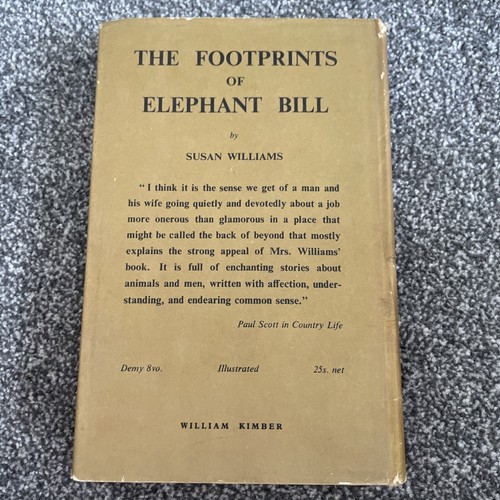 THE FOOTPRINTS
OF
ELEPHANT BILL
by
SUSAN WILLIAMS
" I think it is the sense we get of a man and
his wife going quietly and devotedly about a job
more onerous than glamorous in a place that
might be called the back of beyond that mostly
explains the strong appeal of Mrs. Williams'
book. It is full of enchanting stories about
animals and men, written with affection, under-
standing, and endearing common sense."
Paul Scott in Country Life
Demy 8vo. Illustrated 25s. net
WILLIAM KIMBER